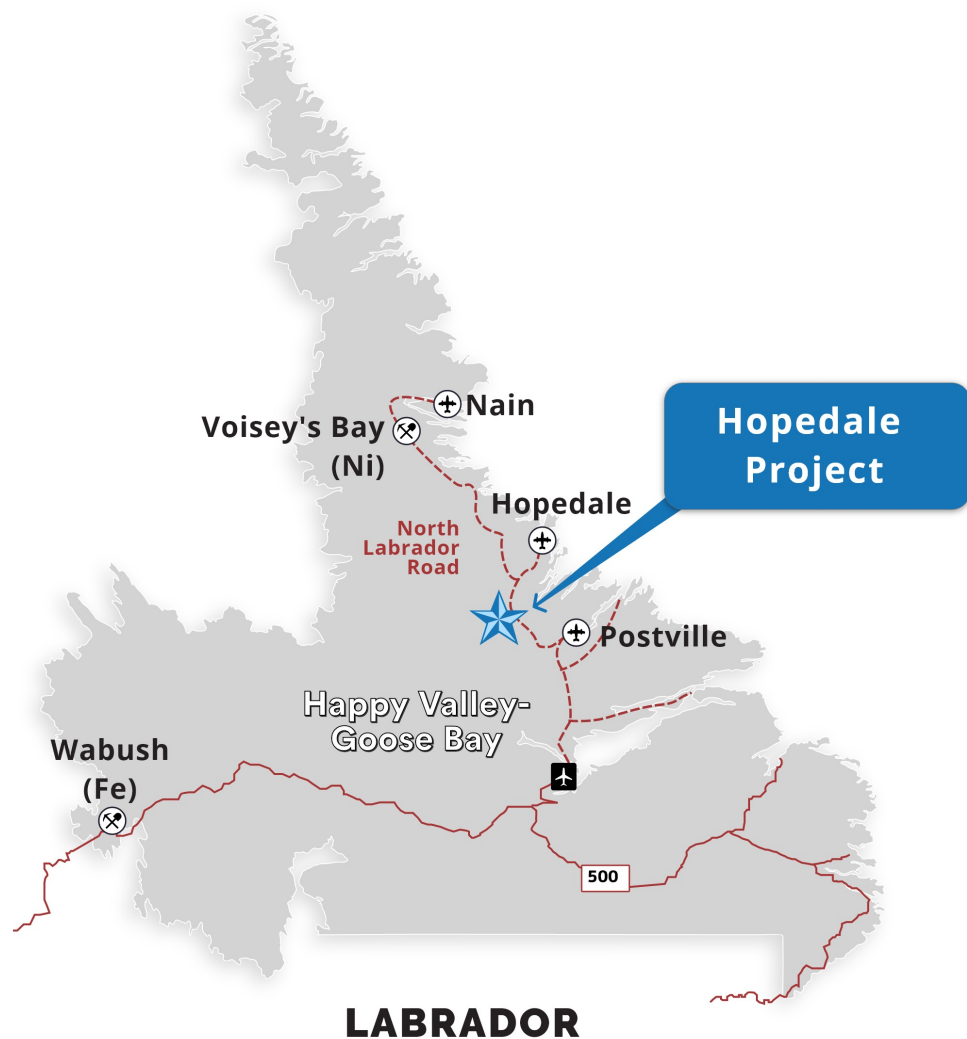 Nain
Voisey's Bay
(Ni)
Hopedale
Project
Hopedale
North
Labrador
Road
Postville
Happy Valley-
Goose Bay
Wabush
(Fe)
500
LABRADOR